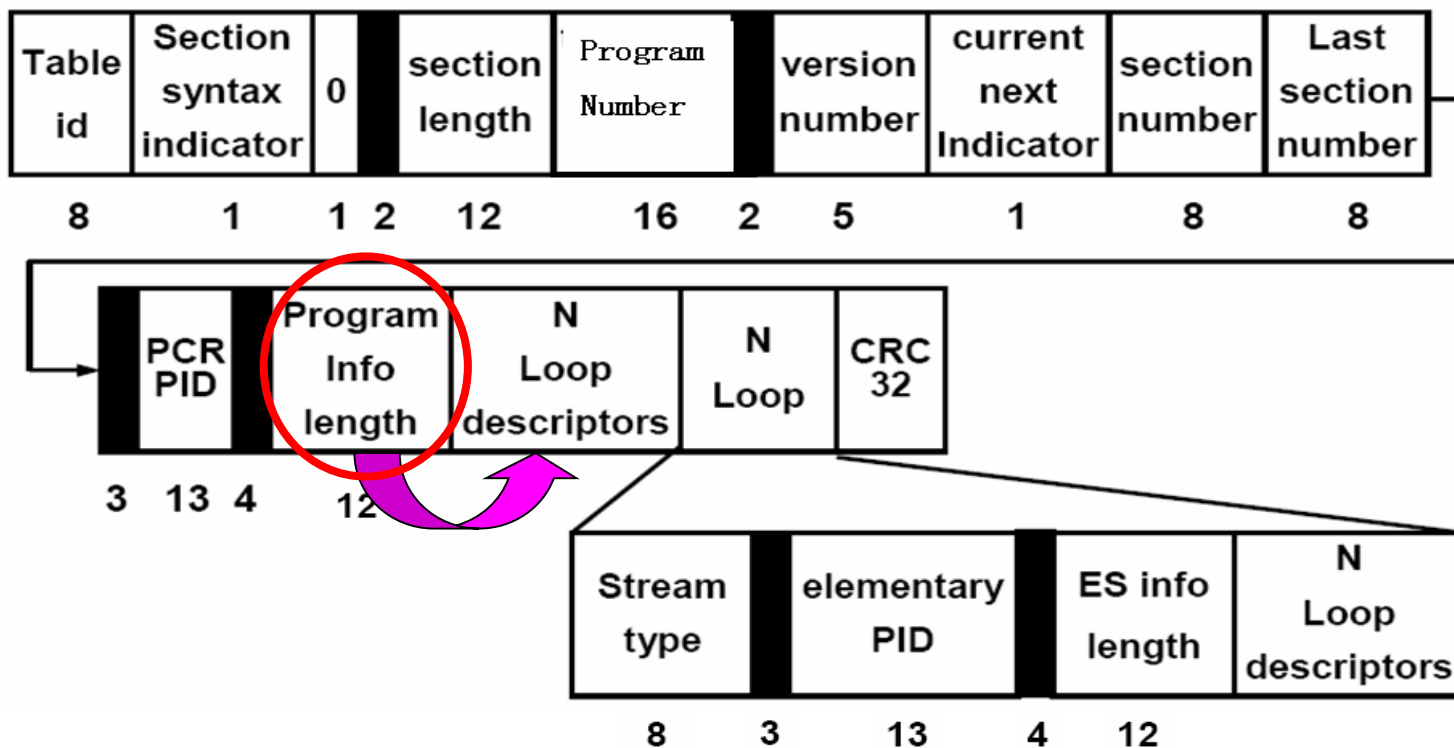 Table
id
Section
syntax
indicator
0
section
length
Program
Number
version
number
current
next
Indicator
section
number
Last
section
number
8
1
1
2
12
16
2
5
1
8
8
PCR
PID
Program
Info
length
N
Loop
descriptors
N
Loop
CRC
32
3
13
4
12
Stream
type
elementary
PID
ES info
length
N
Loop
descriptors
8
3
13
4
12